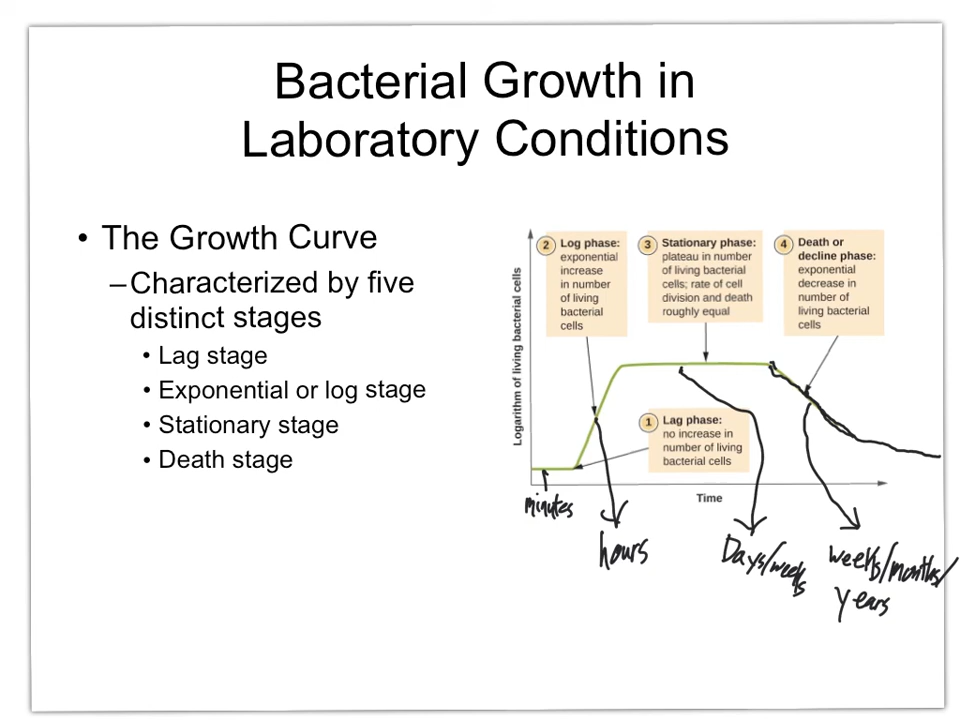 Bacterial Growth in
Laboratory Conditions
• The Growth Curve
–Characterized by five
distinct stages
• Lag stage
• Exponential or log stage
• Stationary stage
• Death stage
Logarithm of living bacterial cells
2 Log phase:
exponential
increase
in number
of living
bacterial
cells
3 Stationary phase:
plateau in number
of living bacterial
cells; rate of cell
division and death
roughly equal
4 Death or
decline phase:
exponential
decrease in
number of
living bacterial
cells
1 Lag phase:
no increase in
number of living
bacterial cells
Time
minutes
hours
Days/weeks
weeks/months/
years